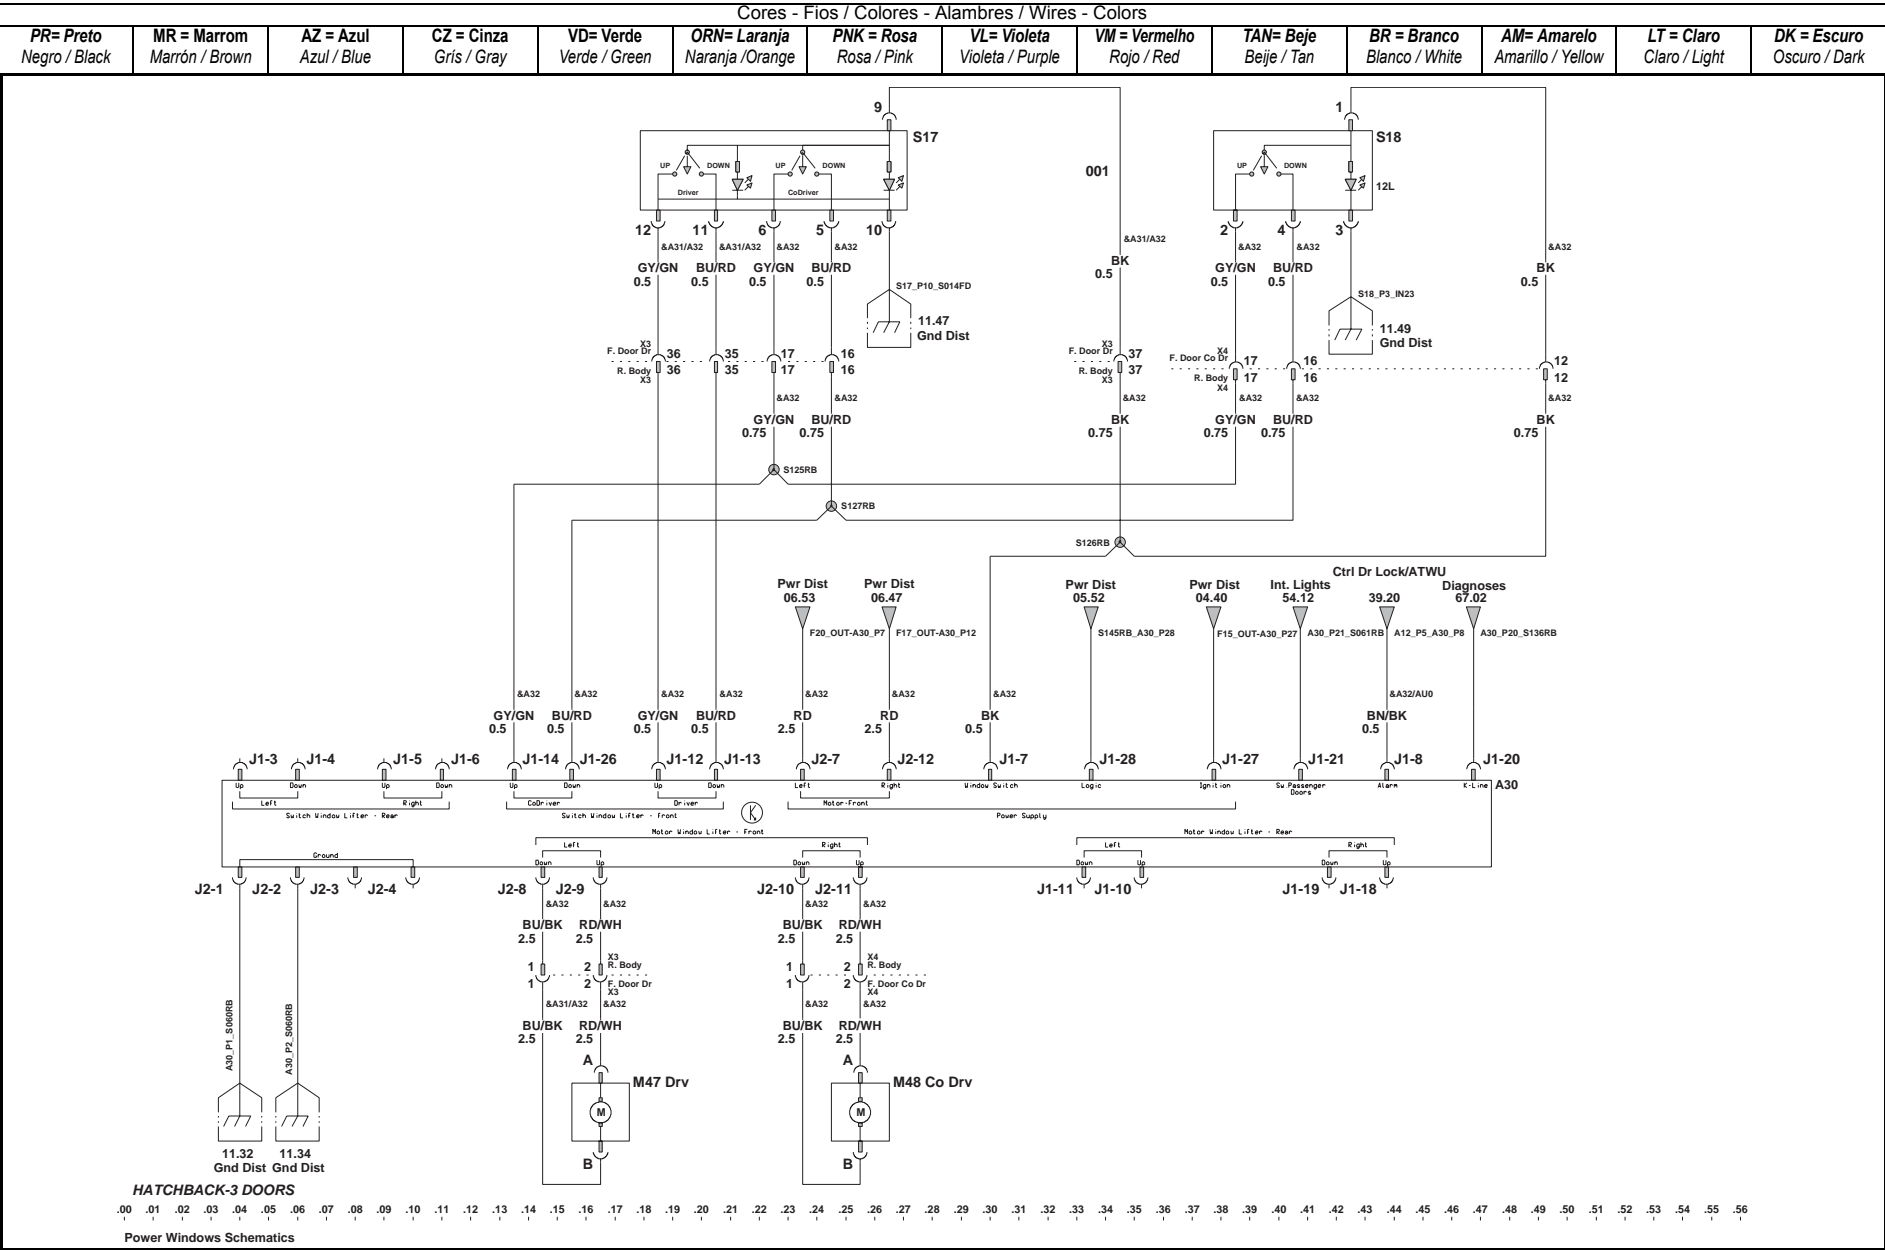 Cores - Fios / Colores - Alambres / Wires - Colors
PR= Preto MR = Marrom AZ = Azul CZ = Cinza VD= Verde ORN= Laranja PNK = Rosa VL= Violeta VM = Vermelho TAN= Beje BR = Branco AM= Amarelo LT = Claro DK = Escuro
Negro / Black Marrón / Brown Azul / Blue Grís / Gray Verde / Green Naranja /Orange Rosa / Pink Violeta / Purple Rojo / Red Beije / Tan Blanco / White Amarillo / Yellow Claro / Light Oscuro / Dark
9 1
S17 S18
UP DOWN UP DOWN 001 UP DOWN
Driver CoDriver 12L
12 11 6 5 10 2 4 3
&A31/A32 &A31/A32 &A32 &A32 &A31/A32 &A32 &A32 &A32
GY/GN BU/RD GY/GN BU/RD BK GY/GN BU/RD BK
0.5 0.5 0.5 0.5 0.5 0.5 0.5 0.5
S17_P10_S014FD S18_P3_IN23
11.47 11.49
Gnd Dist Gnd Dist
X3 X3 X4
F. Door Dr 36 35 17 16 F. Door Dr 37 F. Door Co Dr 17 16 12
R. Body 36 35 17 16 R. Body 37 R. Body 17 16 12
X3 X3 X4
&A32 &A32 &A32 &A32 &A32 &A32
GY/GN BU/RD BK GY/GN BU/RD BK
0.75 0.75 0.75 0.75 0.75 0.75
S125RB
S127RB
S126RB
Ctrl Dr Lock/ATWU
Pwr Dist Pwr Dist Pwr Dist Pwr Dist Int. Lights Diagnoses
06.53 06.47 05.52 04.40 54.12 39.20 67.02
F20_OUT-A30_P7 F17_OUT-A30_P12 S145RB_A30_P28 F15_OUT-A30_P27 A30_P21_S061RB A12_P5_A30_P8 A30_P20_S136RB
&A32 &A32 &A32 &A32 &A32 &A32 &A32 &A32/AU0
GY/GN BU/RD GY/GN BU/RD RD RD BK BN/BK
0.5 0.5 0.5 0.5 2.5 2.5 0.5 0.5
J1-3 J1-4 J1-5 J1-6 J1-14 J1-26 J1-12 J1-13 J2-7 J2-12 J1-7 J1-28 J1-27 J1-21 J1-8 J1-20
Up Down Up Down Up Down Up Down Left Right Window Switch Logic Ignition Sw.Passenger Doors Alarm K-Line A30
Left Right CoDriver Driver Motor-Front
Switch Window Lifter - Rear Switch Window Lifter - Front K Power Supply
Motor Window Lifter - Front Motor Window Lifter - Rear
Left Right Left Right
Ground Down Up Down Up Down Up Down Up
J2-1 J2-2 J2-3 J2-4 J2-8 J2-9 J2-10 J2-11 J1-11 J1-10 J1-19 J1-18
&A32 &A32 &A32 &A32
BU/BK RD/WH BU/BK RD/WH
2.5 2.5 2.5 2.5
X3 X4
1 2 R. Body 1 2 R. Body
1 2 F. Door Dr 1 2 F. Door Co Dr
X3 X4
&A31/A32 &A32 &A32 &A32
BU/BK RD/WH BU/BK RD/WH
2.5 2.5 2.5 2.5
A30_P1_S060RB A30_P2_S060RB
A A
M47 Drv M48 Co Drv
M M
B B
11.32 11.34
Gnd Dist Gnd Dist
HATCHBACK-3 DOORS
.00 .01 .02 .03 .04 .05 .06 .07 .08 .09 .10 .11 .12 .13 .14 .15 .16 .17 .18 .19 .20 .21 .22 .23 .24 .25 .26 .27 .28 .29 .30 .31 .32 .33 .34 .35 .36 .37 .38 .39 .40 .41 .42 .43 .44 .45 .46 .47 .48 .49 .50 .51 .52 .53 .54 .55 .56
Power Windows Schematics